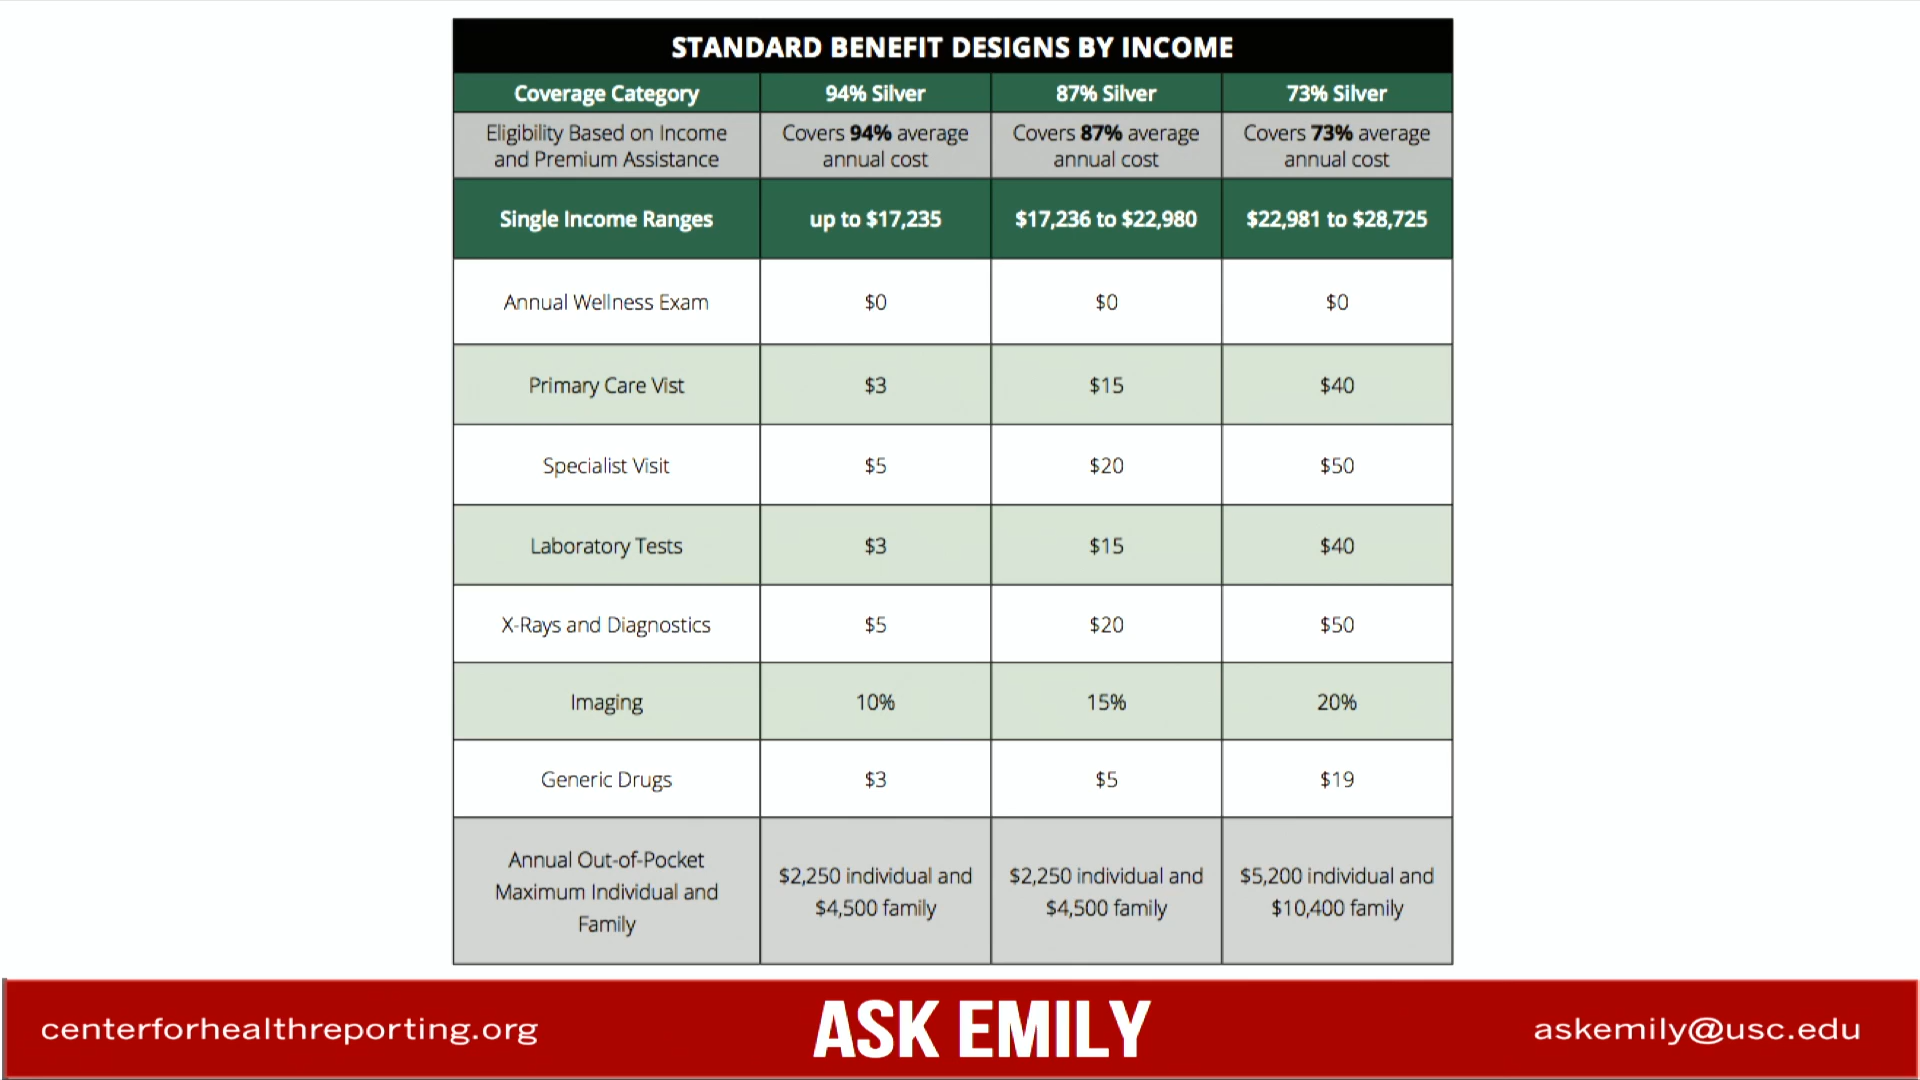 STANDARD BENEFIT DESIGNS BY INCOME
Coverage Category 94% Silver 87% Silver 73% Silver
Eligibility Based on Income and Premium Assistance Covers 94% average annual cost Covers 87% average annual cost Covers 73% average annual cost
Single Income Ranges up to $17,235 $17,236 to $22,980 $22,981 to $28,725
Annual Wellness Exam $0 $0 $0
Primary Care Vist $3 $15 $40
Specialist Visit $5 $20 $50
Laboratory Tests $3 $15 $40
X-Rays and Diagnostics $5 $20 $50
Imaging 10% 15% 20%
Generic Drugs $3 $5 $19
Annual Out-of-Pocket Maximum Individual and Family $2,250 individual and $4,500 family $2,250 individual and $4,500 family $5,200 individual and $10,400 family
centerforhealthreporting.org ASK EMILY askemily@usc.edu